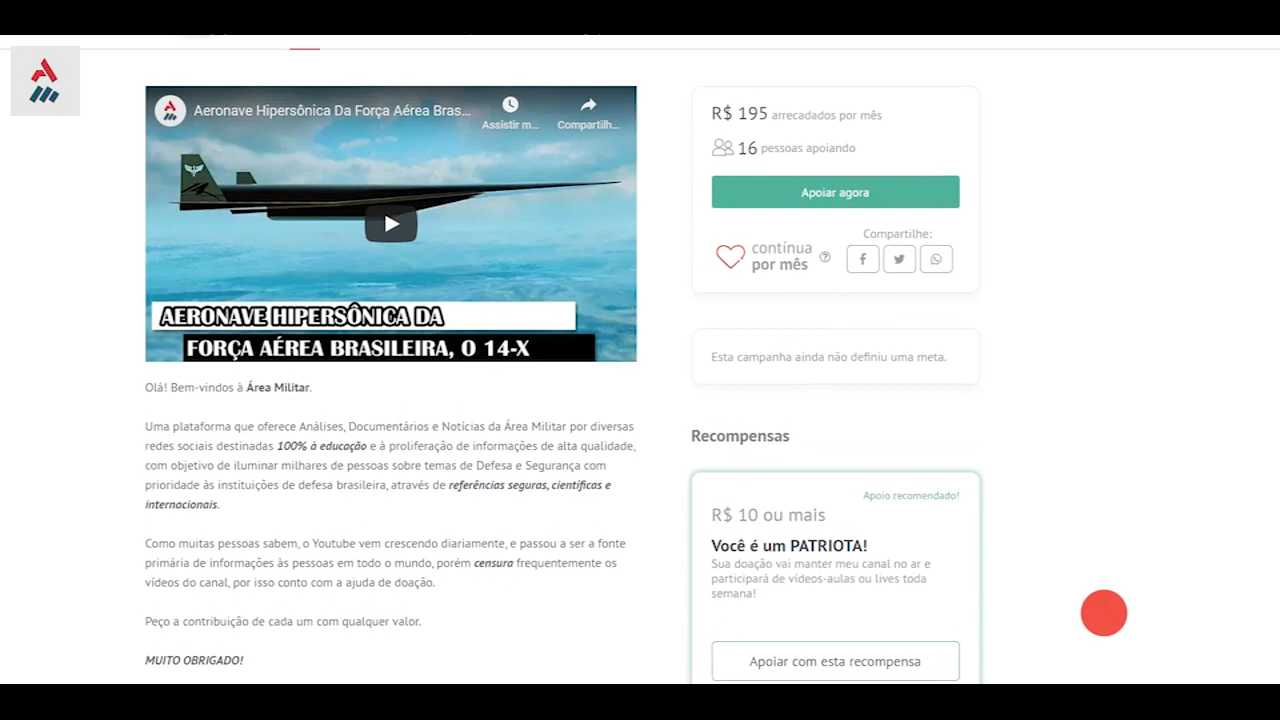 Aeronave Hipersônica Da Força Aérea Bras...
Assistir m...
Compartilh...
AERONAVE HIPERSÔNICA DA
FORÇA AÉREA BRASILEIRA, O 14-X
Olá! Bem-vindos à Área Militar.
Uma plataforma que oferece Análises, Documentários e Notícias da Área Militar por diversas
redes sociais destinadas 100% à educação e à proliferação de informações de alta qualidade,
com objetivo de iluminar milhares de pessoas sobre temas de Defesa e Segurança com
prioridade às instituições de defesa brasileira, através de referências seguras, científicas e
internacionais.
Como muitas pessoas sabem, o Youtube vem crescendo diariamente, e passou a ser a fonte
primária de informações às pessoas em todo o mundo, porém censura frequentemente os
vídeos do canal, por isso conto com a ajuda de doação.
Peço a contribuição de cada um com qualquer valor.
MUITO OBRIGADO!
R$ 195 arrecadados por mês
16 pessoas apoiando
Apoiar agora
contínua
por mês
Compartilhe:
Esta campanha ainda não definiu uma meta.
Recompensas
Apoio recomendado!
R$ 10 ou mais
Você é um PATRIOTA!
Sua doação vai manter meu canal no ar e
participará de vídeos-aulas ou lives toda
semana!
Apoiar com esta recompensa